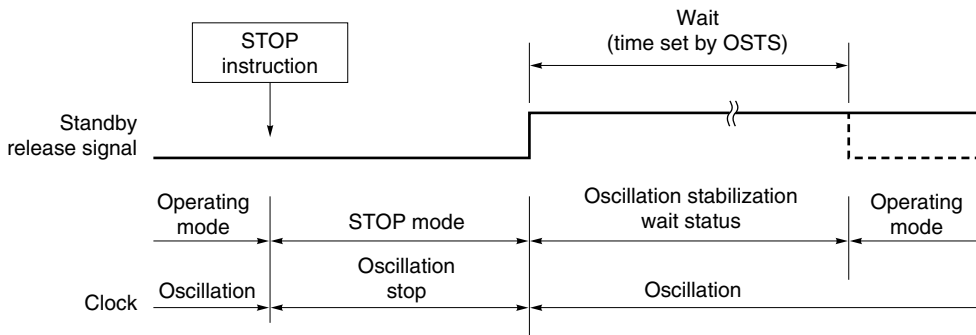 Wait
(time set by OSTS)
STOP
instruction
Standby
release signal
Operating
mode
STOP mode
Oscillation stabilization
wait status
Operating
mode
Clock
Oscillation
Oscillation
stop
Oscillation